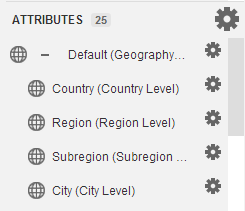 ATTRIBUTES 25
– Default (Geography...
Country (Country Level)
Region (Region Level)
Subregion (Subregion ...
City (City Level)